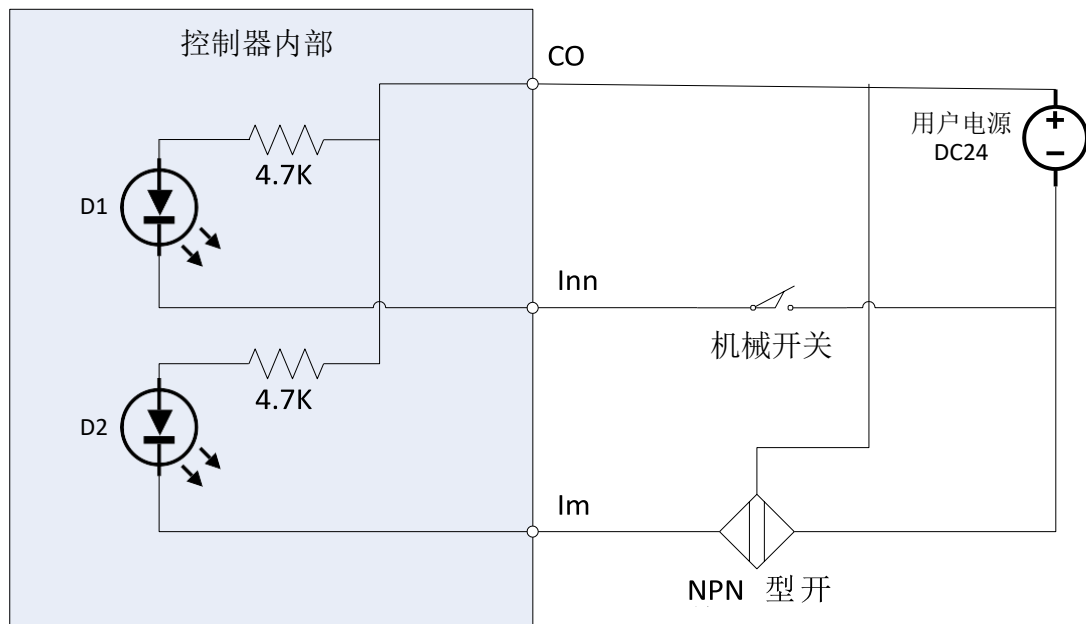 控制器内部
CO
用户电源
DC24
+
−
4.7K
D1
Inn
机械开关
4.7K
D2
Im
NPN 型开